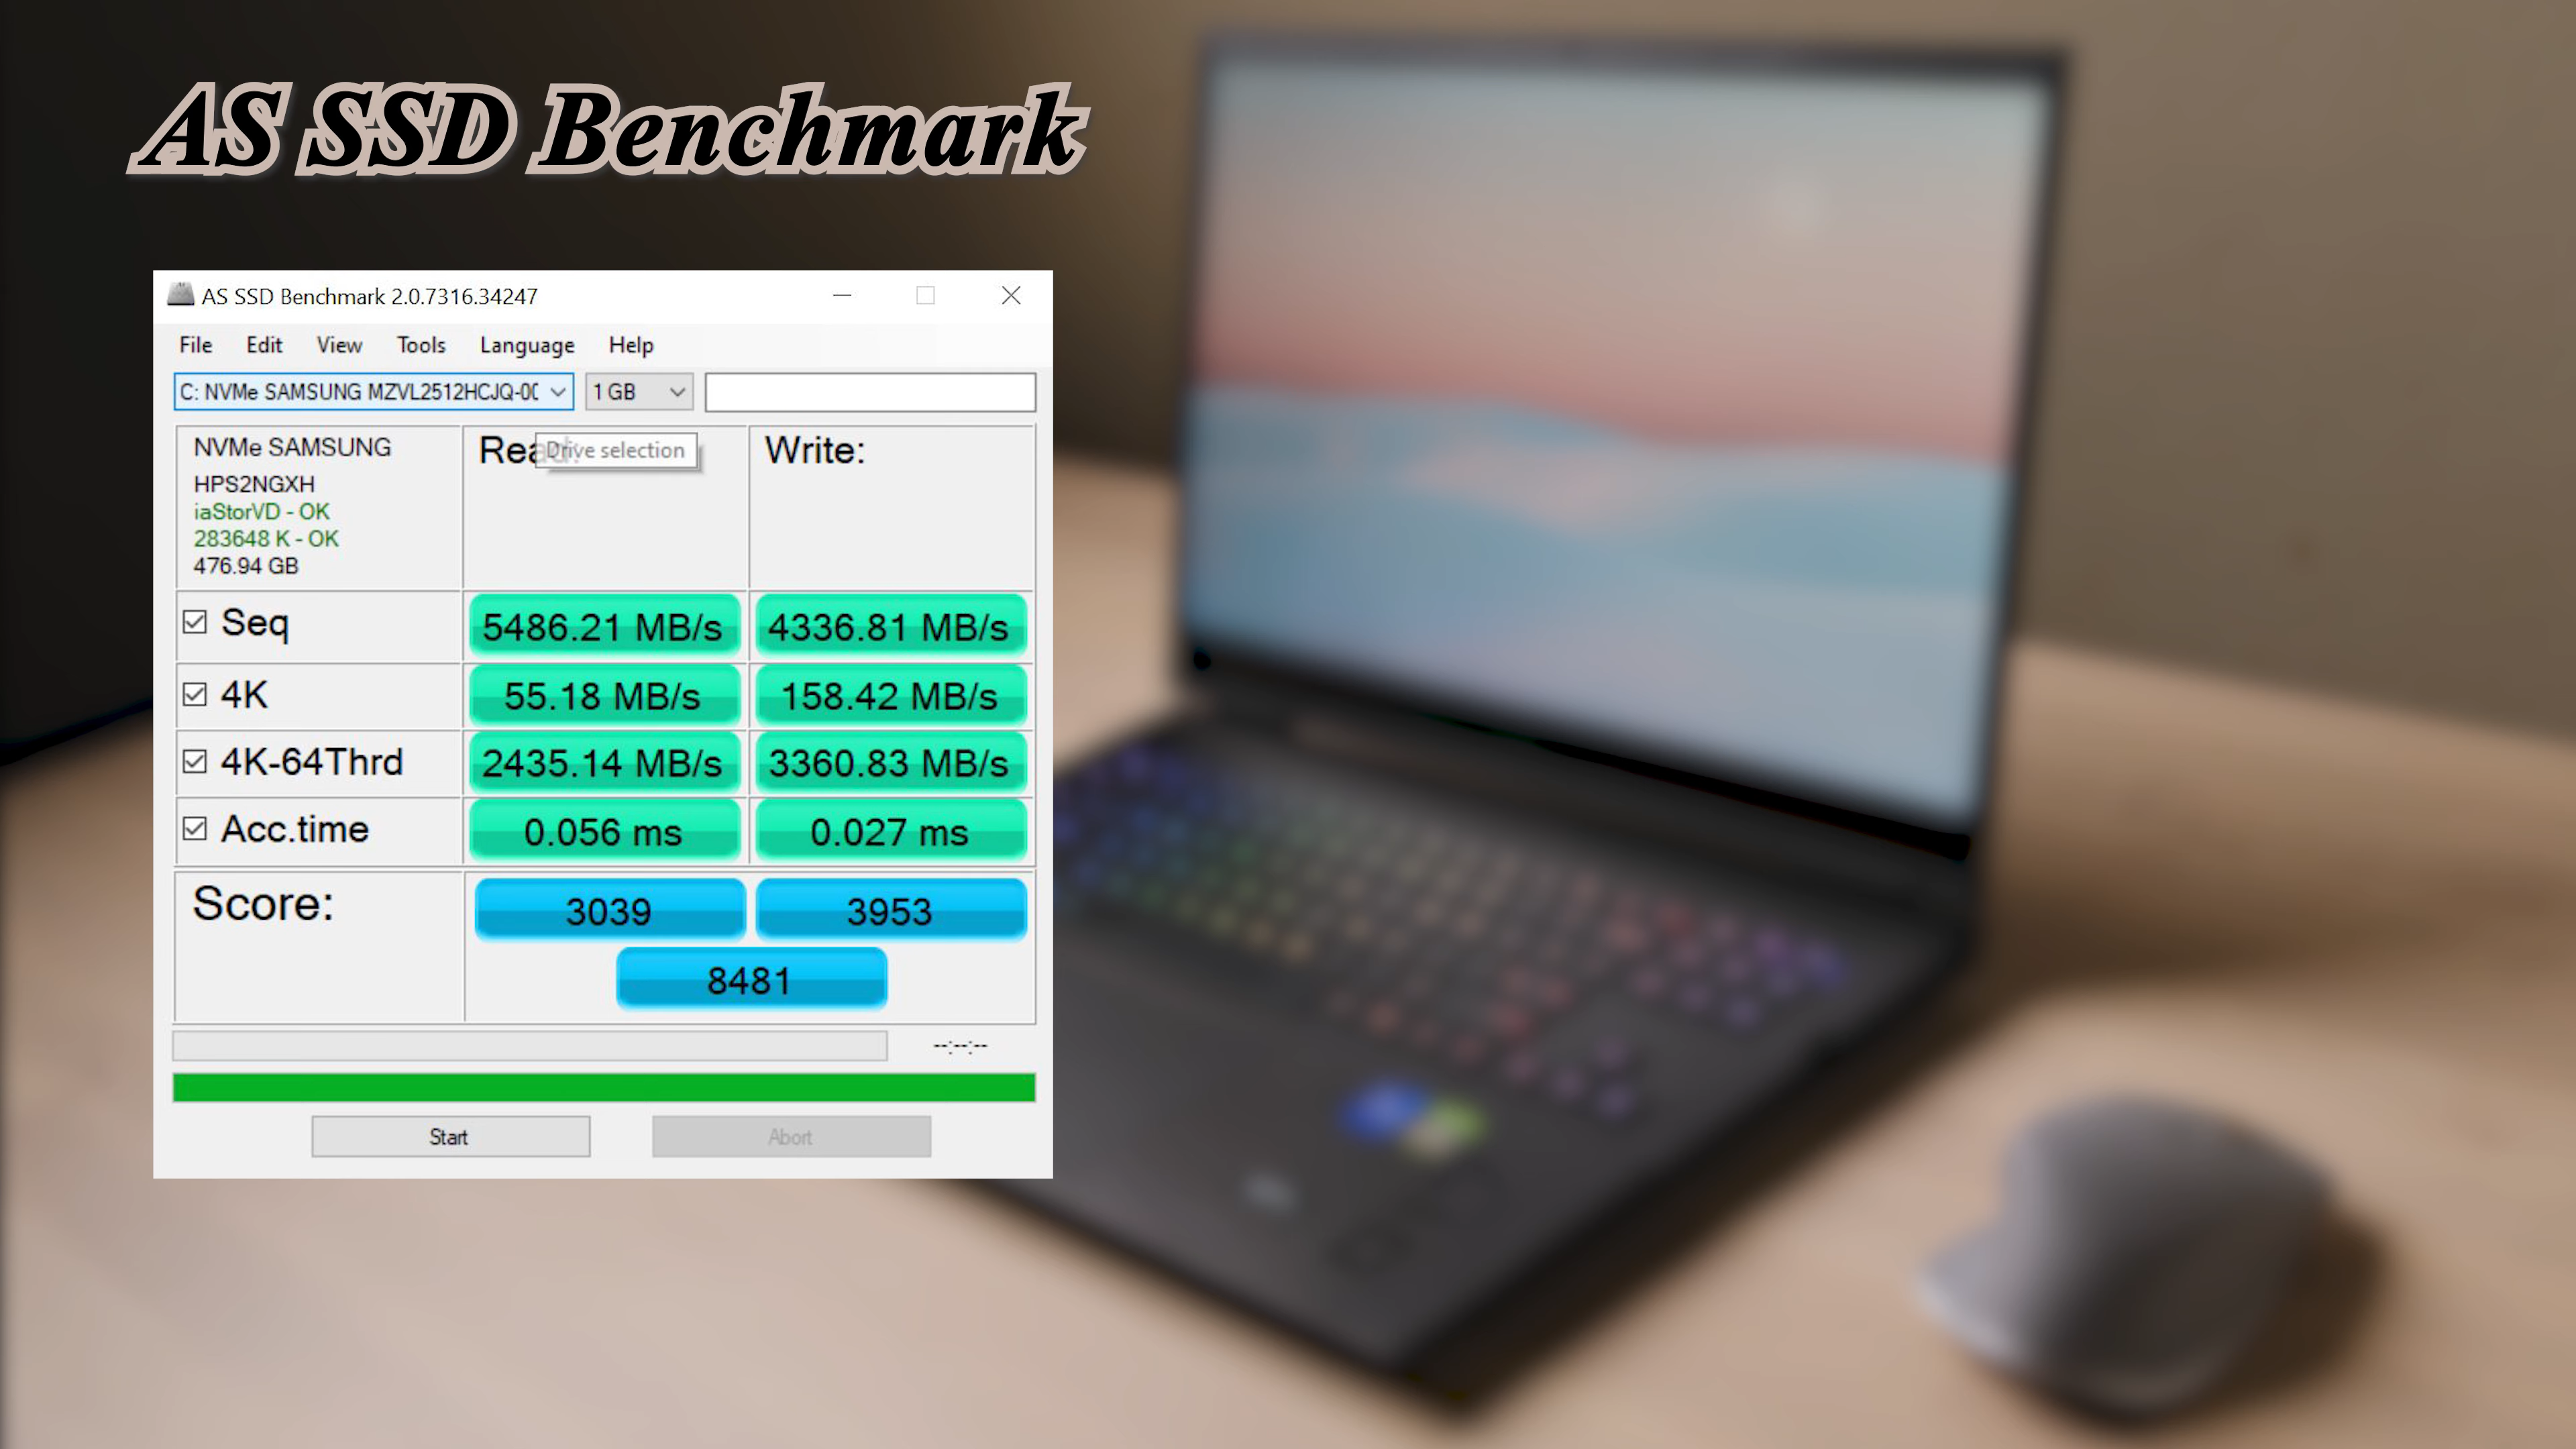 AS SSD Benchmark
AS SSD Benchmark 2.0.7316.34247
File Edit View Tools Language Help
C: NVMe SAMSUNG MZVL2512HCJQ-00 1 GB
NVMe SAMSUNG
HPS2NGXH
iaStorVD - OK
283648 K - OK
476.94 GB
Read: Write:
Drive selection
Seq 5486.21 MB/s 4336.81 MB/s
4K 55.18 MB/s 158.42 MB/s
4K-64Thrd 2435.14 MB/s 3360.83 MB/s
Acc.time 0.056 ms 0.027 ms
Score: 3039 3953
8481
--:--:--
Start Abort